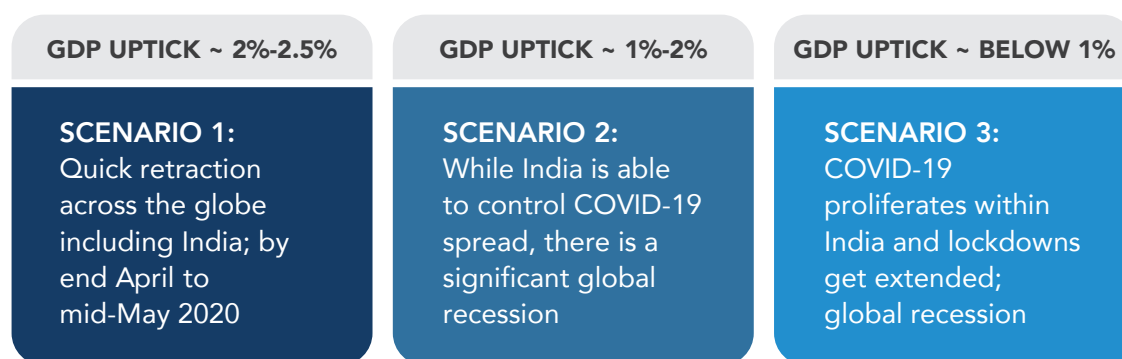 GDP UPTICK ~ 2%-2.5%
SCENARIO 1:
Quick retraction
across the globe
including India; by
end April to
mid-May 2020
GDP UPTICK ~ 1%-2%
SCENARIO 2:
While India is able
to control COVID-19
spread, there is a
significant global
recession
GDP UPTICK ~ BELOW 1%
SCENARIO 3:
COVID-19
proliferates within
India and lockdowns
get extended;
global recession